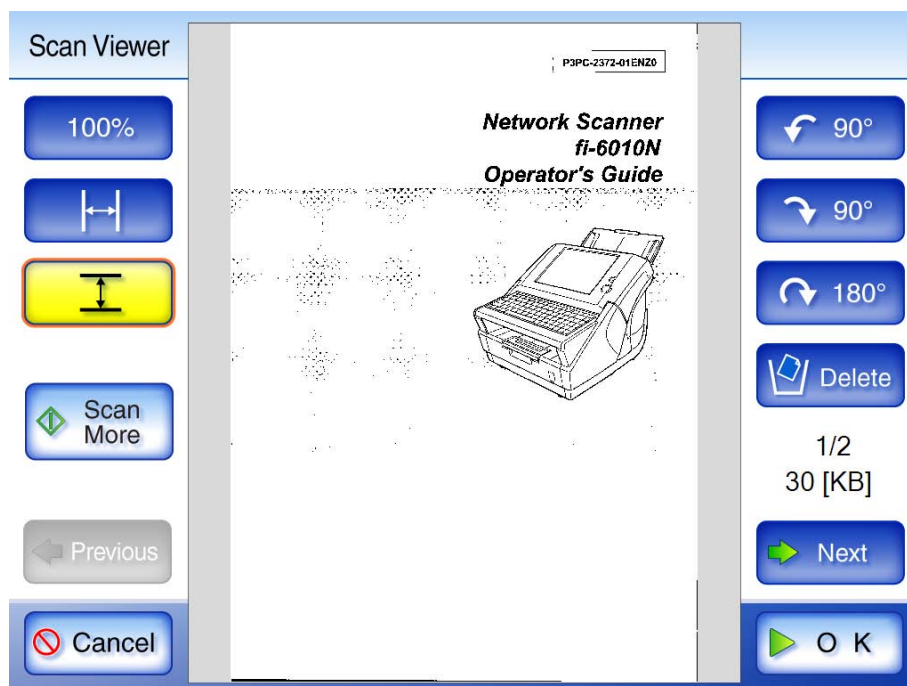 Scan Viewer
100%
Scan
More
Previous
Cancel
P3PC-2372-01ENZ0
Network Scanner
fi-6010N
Operator's Guide
90°
90°
180°
Delete
1/2
30 [KB]
Next
O K